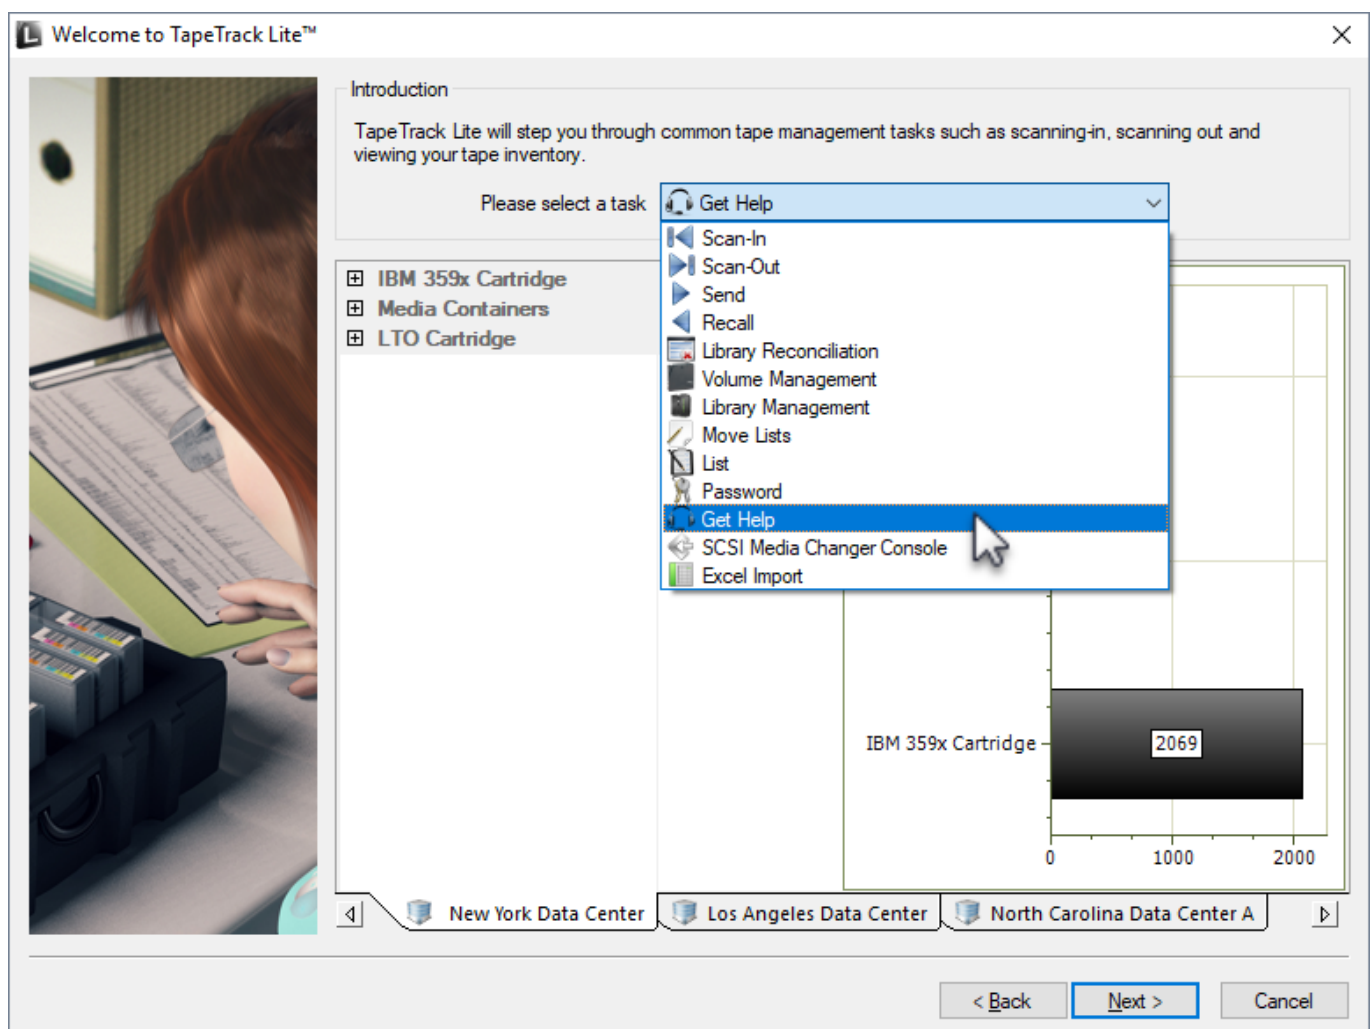 Welcome to TapeTrack Lite™
Introduction
TapeTrack Lite will step you through common tape management tasks such as scanning-in, scanning out and
viewing your tape inventory.
Please select a task
Get Help
Scan-In
Scan-Out
Send
Recall
Library Reconciliation
Volume Management
Library Management
Move Lists
List
Password
Get Help
SCSI Media Changer Console
Excel Import
IBM 359x Cartridge
Media Containers
LTO Cartridge
IBM 359x Cartridge
2069
0 1000 2000
New York Data Center
Los Angeles Data Center
North Carolina Data Center A
< Back
Next >
Cancel